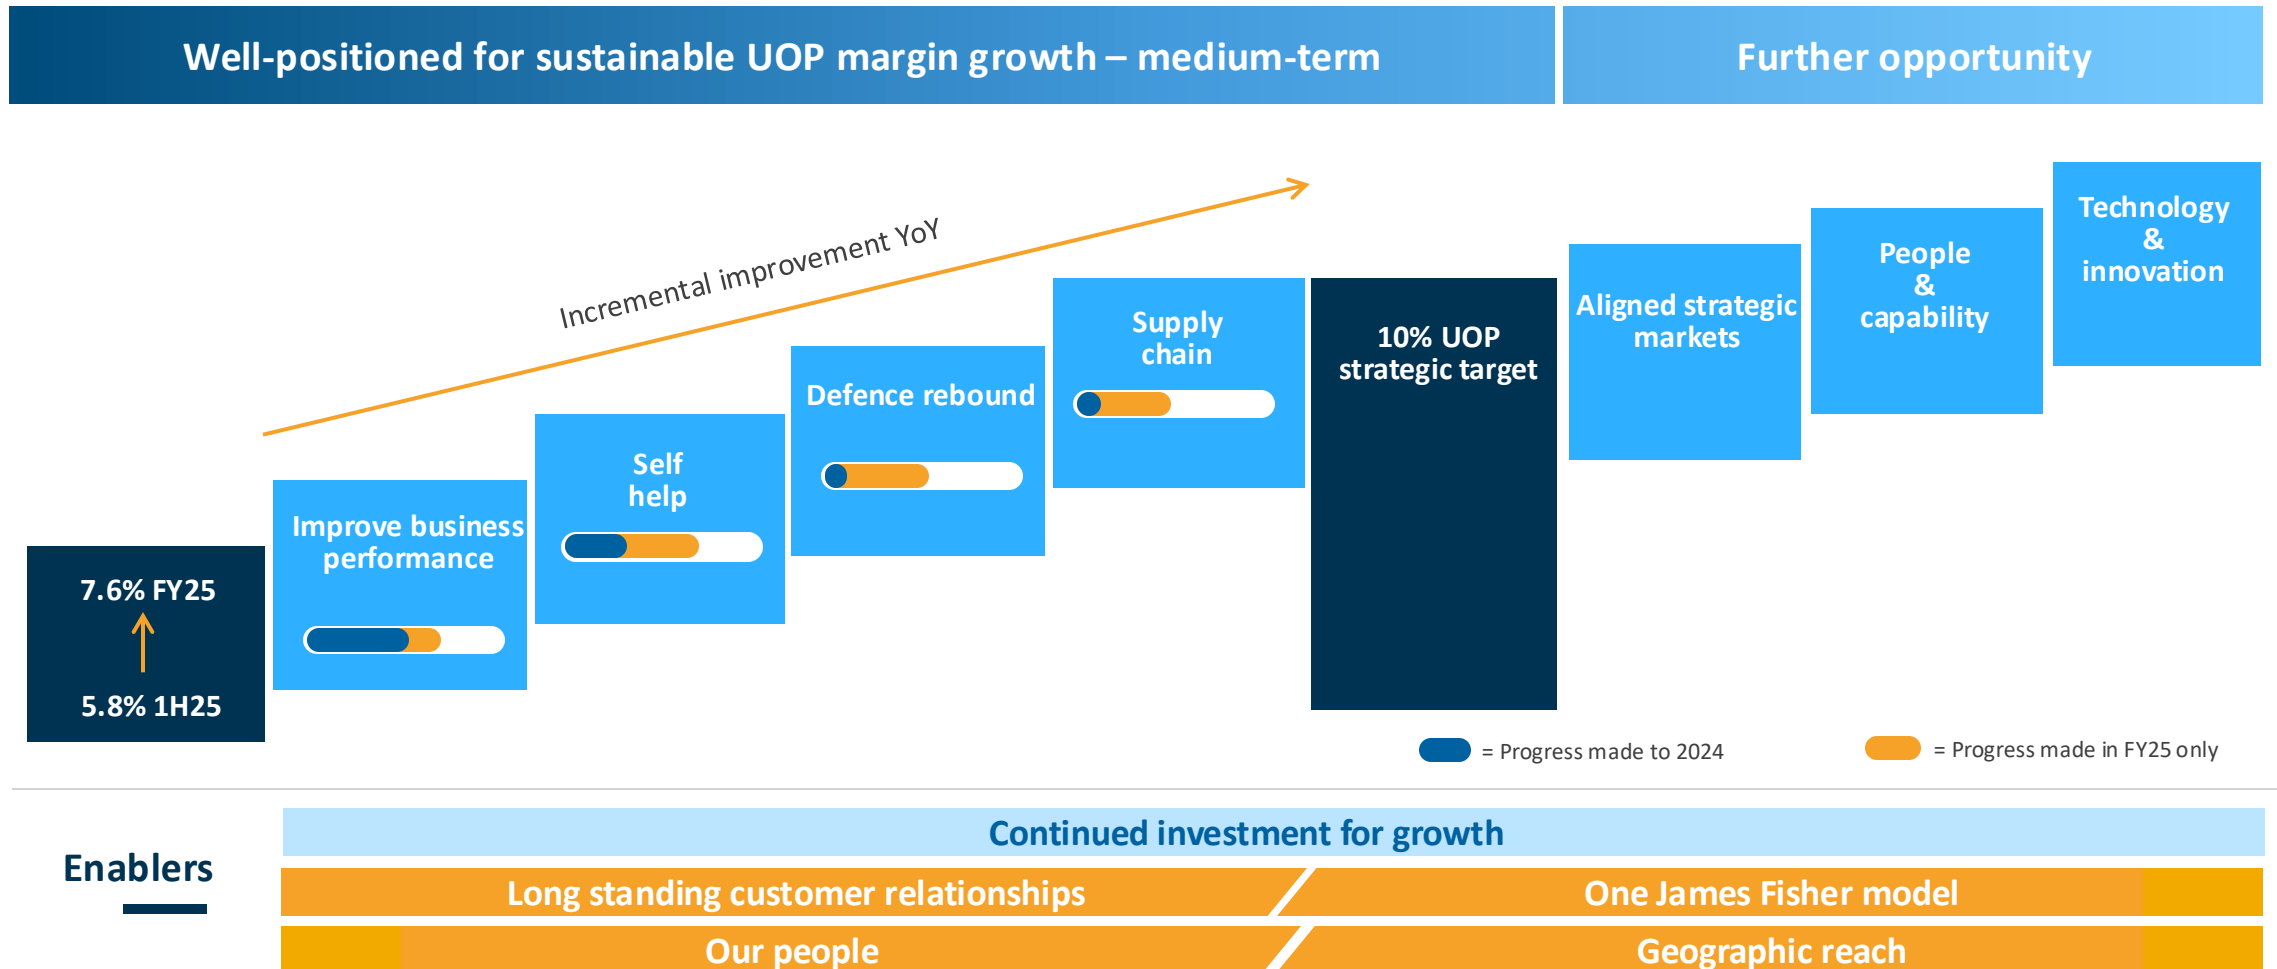 Well-positioned for sustainable UOP margin growth – medium-term
Further opportunity
Incremental improvement YoY
7.6% FY25
5.8% 1H25
Improve business
performance
Self
help
Defence rebound
Supply
chain
10% UOP
strategic target
Aligned strategic
markets
People
&
capability
Technology
&
innovation
= Progress made to 2024
= Progress made in FY25 only
Enablers
Continued investment for growth
Long standing customer relationships
One James Fisher model
Our people
Geographic reach